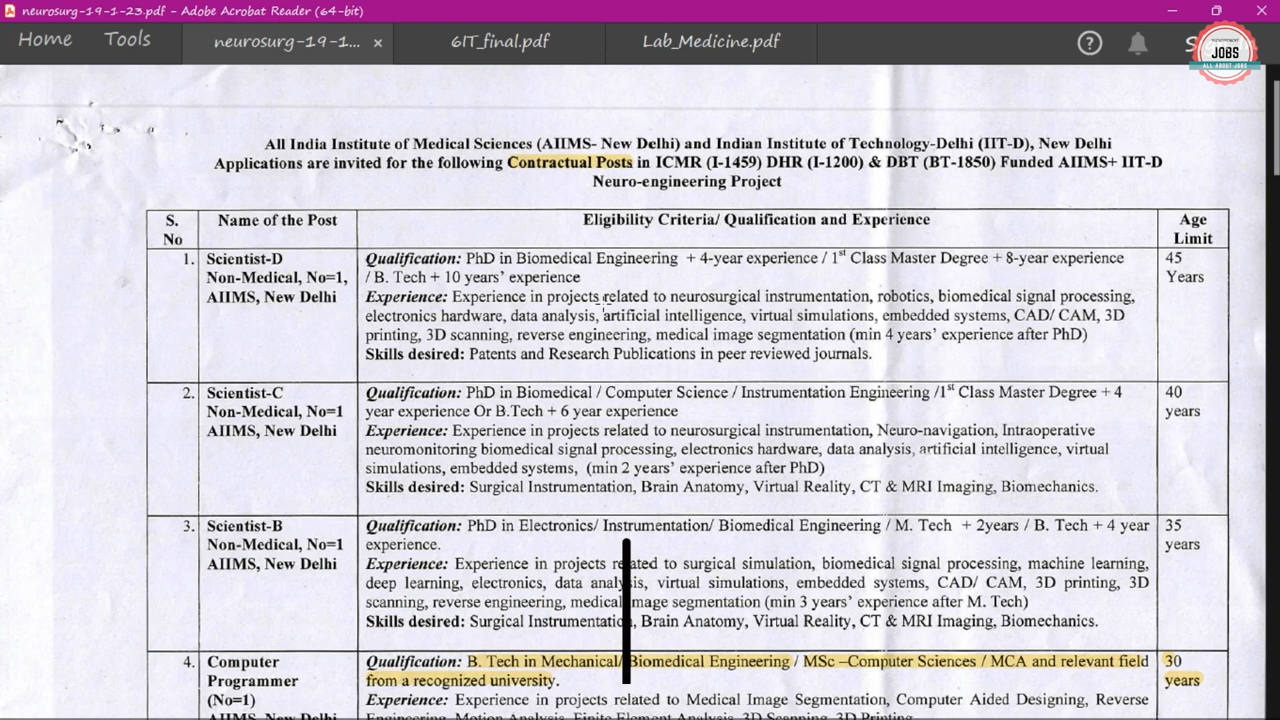 neurosurg-19-1-23.pdf - Adobe Acrobat Reader (64-bit)
Home Tools neurosurg-19-1... × 6IT_final.pdf Lab_Medicine.pdf
JOBS
ALL ABOUT JOBS
All India Institute of Medical Sciences (AIIMS- New Delhi) and Indian Institute of Technology-Delhi (IIT-D), New Delhi
Applications are invited for the following Contractual Posts in ICMR (I-1459) DHR (I-1200) & DBT (BT-1850) Funded AIIMS+ IIT-D
Neuro-engineering Project
S. No
Name of the Post
Eligibility Criteria/ Qualification and Experience
Age Limit
1.
Scientist-D
Non-Medical, No=1,
AIIMS, New Delhi
Qualification: PhD in Biomedical Engineering + 4-year experience / 1st Class Master Degree + 8-year experience
/ B. Tech + 10 years' experience
Experience: Experience in projects related to neurosurgical instrumentation, robotics, biomedical signal processing,
electronics hardware, data analysis, artificial intelligence, virtual simulations, embedded systems, CAD/ CAM, 3D
printing, 3D scanning, reverse engineering, medical image segmentation (min 4 years' experience after PhD)
Skills desired: Patents and Research Publications in peer reviewed journals.
45
Years
2.
Scientist-C
Non-Medical, No=1
AIIMS, New Delhi
Qualification: PhD in Biomedical / Computer Science / Instrumentation Engineering /1st Class Master Degree + 4
year experience Or B.Tech + 6 year experience
Experience: Experience in projects related to neurosurgical instrumentation, Neuro-navigation, Intraoperative
neuromonitoring biomedical signal processing, electronics hardware, data analysis, artificial intelligence, virtual
simulations, embedded systems, (min 2 years' experience after PhD)
Skills desired: Surgical Instrumentation, Brain Anatomy, Virtual Reality, CT & MRI Imaging, Biomechanics.
40
years
3.
Scientist-B
Non-Medical, No=1
AIIMS, New Delhi
Qualification: PhD in Electronics/ Instrumentation/ Biomedical Engineering / M. Tech + 2years / B. Tech + 4 year
experience.
Experience: Experience in projects related to surgical simulation, biomedical signal processing, machine learning,
deep learning, electronics, data analysis, virtual simulations, embedded systems, CAD/ CAM, 3D printing, 3D
scanning, reverse engineering, medical image segmentation (min 3 years' experience after M. Tech)
Skills desired: Surgical Instrumentation, Brain Anatomy, Virtual Reality, CT & MRI Imaging, Biomechanics.
35
years
4.
Computer
Programmer
(No=1)
AIIMS, New Delhi
Qualification: B. Tech in Mechanical/ Biomedical Engineering / MSc –Computer Sciences / MCA and relevant field
from a recognized university.
Experience: Experience in projects related to Medical Image Segmentation, Computer Aided Designing, Reverse
Engineering, Motion Analysis, Finite Element Analysis, 3D Scanning, 3D Printing
30
years